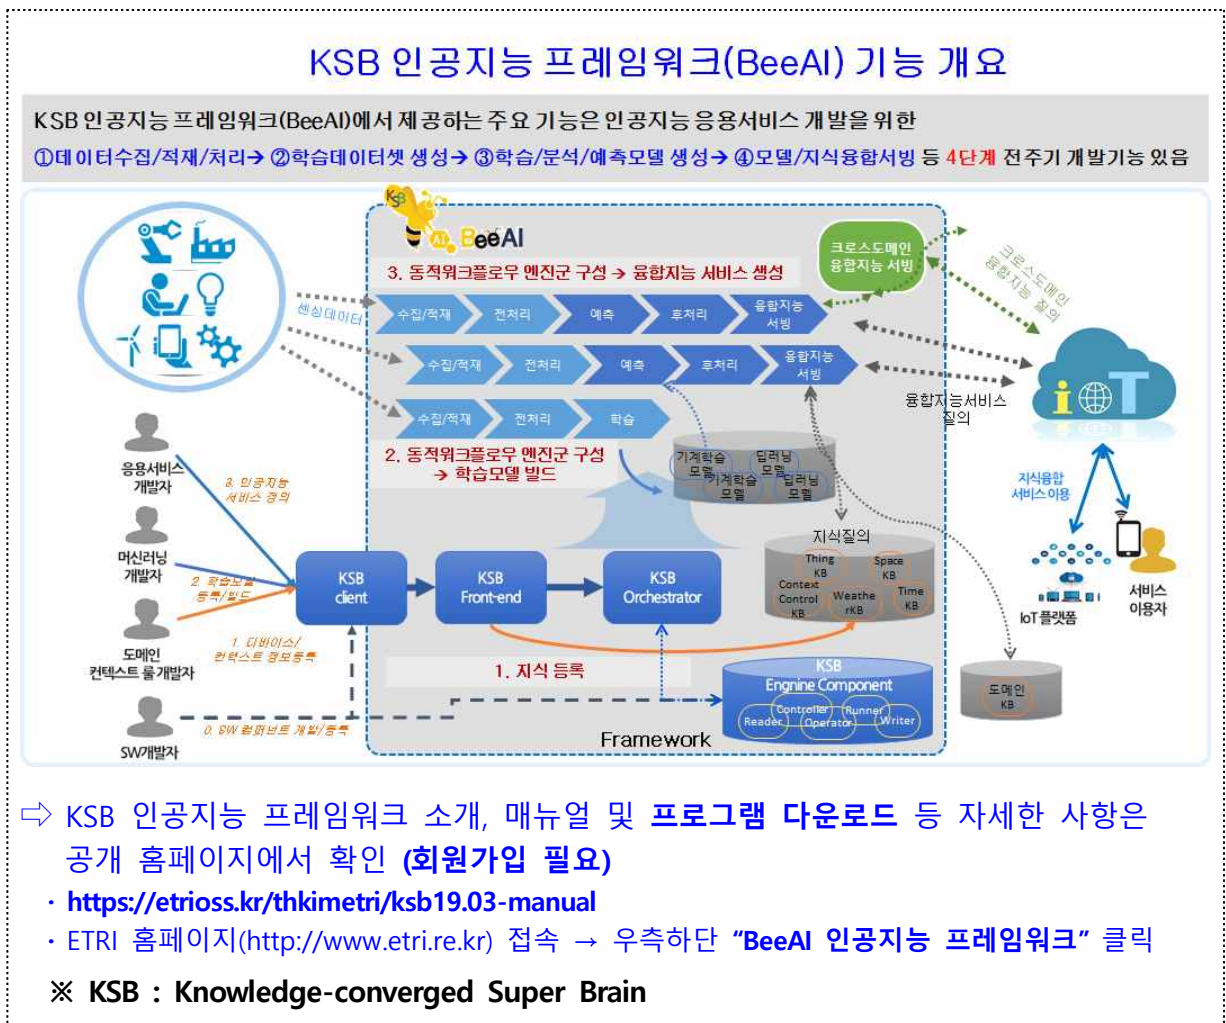 KSB 인공지능 프레임워크(BeeAI) 기능 개요
KSB 인공지능 프레임워크(BeeAI)에서 제공하는 주요 기능은 인공지능 응용서비스 개발을 위한
①데이터수집/적재/처리→ ②학습데이터셋 생성→ ③학습/분석/예측모델 생성→ ④모델/지식융합서빙 등 4단계 전주기 개발기능 있음
KSB
AI
BeeAI
크로스도메인
융합지능 서빙
크로스도메인
융합지능 질의
3. 동적워크플로우 엔진군 구성 → 융합지능 서비스 생성
센싱데이터
수집/적재
전처리
예측
후처리
융합지능
서빙
수집/적재
전처리
예측
후처리
융합지능
서빙
수집/적재
전처리
학습
융합지능서비스
질의
IoT
2. 동적워크플로우 엔진군 구성
→ 학습모델 빌드
기계학습
모델
딥러닝
모델
기계학습
모델
딥러닝
모델
응용서비스
개발자
3. 인공지능
서비스 정의
머신러닝
개발자
2. 학습모델
등록/빌드
도메인
컨텍스트 룰 개발자
1. 디바이스/
컨텍스트 정보등록
SW개발자
0. SW 컴퍼넌트 개발/등록
KSB
client
KSB
Front-end
KSB
Orchestrator
지식질의
Thing
KB
Space
KB
Context
Control
KB
Weathe
rKB
Time
KB
지식융합
서비스 이용
IoT 플랫폼
서비스
이용자
1. 지식 등록
KSB
Engnine Component
Controller
Runner
Reader
Operator
Writer
도메인
KB
Framework
⇨ KSB 인공지능 프레임워크 소개, 매뉴얼 및 프로그램 다운로드 등 자세한 사항은
공개 홈페이지에서 확인 (회원가입 필요)
· https://etrioss.kr/thkimetri/ksb19.03-manual
· ETRI 홈페이지(http://www.etri.re.kr) 접속 → 우측하단 “BeeAI 인공지능 프레임워크” 클릭
※ KSB : Knowledge-converged Super Brain